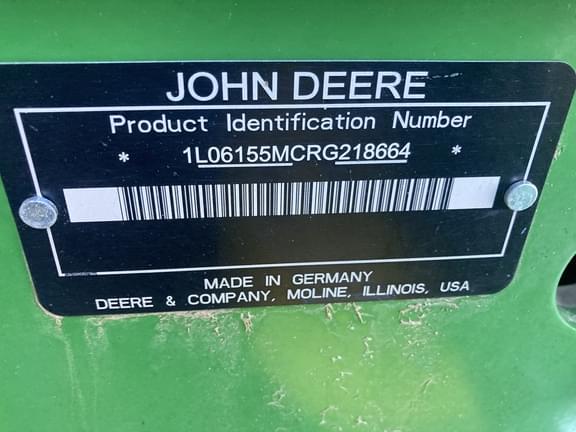 JOHN DEERE
Product Identification Number
* 1L06155MCRG218664 *
MADE IN GERMANY
DEERE & COMPANY, MOLINE, ILLINOIS, USA